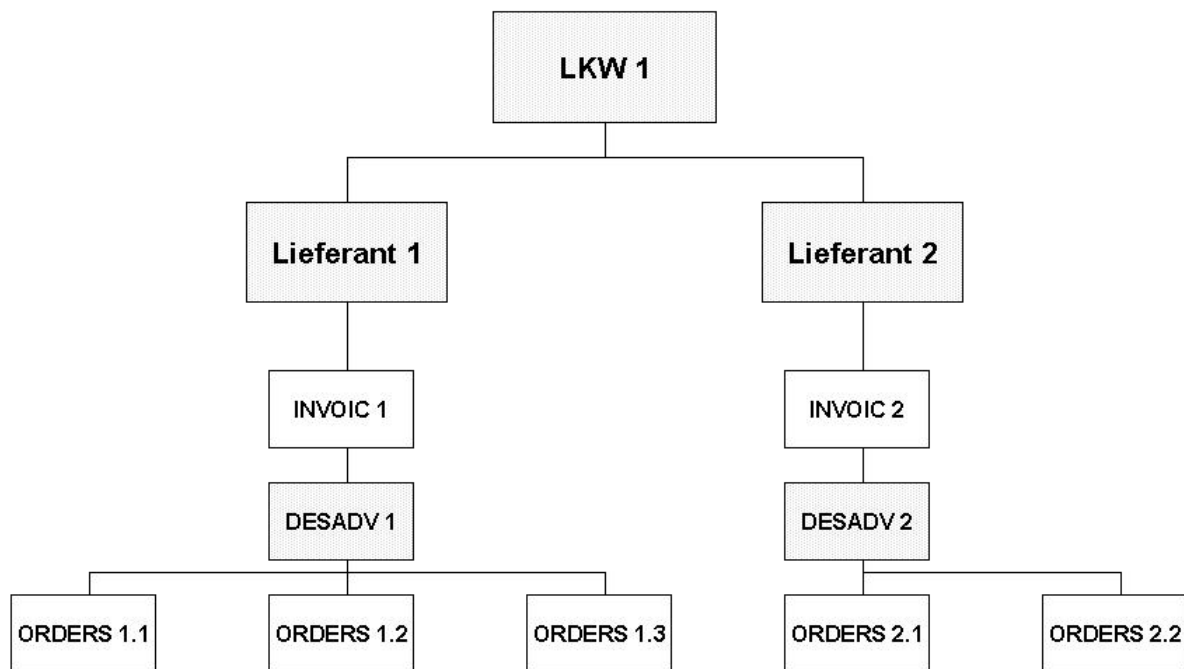 LKW 1
Lieferant 1
Lieferant 2
INVOIC 1
INVOIC 2
DESADV 1
DESADV 2
ORDERS 1.1
ORDERS 1.2
ORDERS 1.3
ORDERS 2.1
ORDERS 2.2